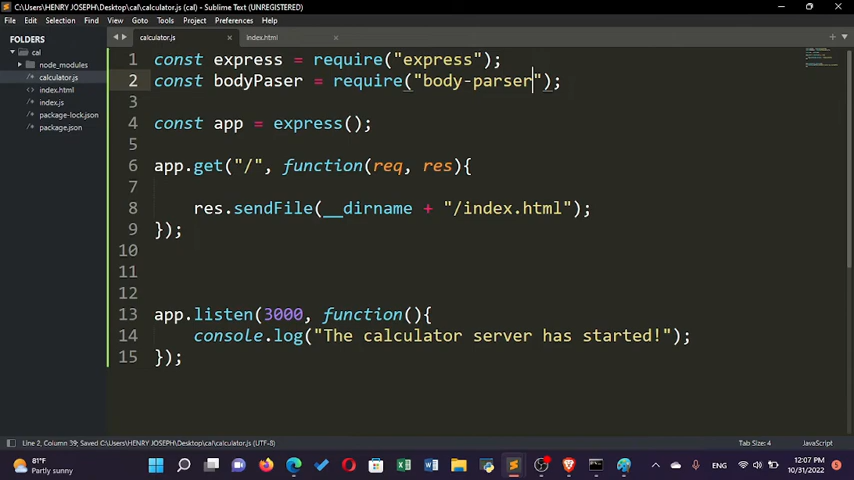 C:\Users\HENRY JOSEPH\Desktop\cal\calculator.js (cal) - Sublime Text (UNREGISTERED)
File Edit Selection Find View Goto Tools Project Preferences Help
FOLDERS
cal
node_modules
calculator.js
index.html
index.js
package-lock.json
package.json
calculator.js
index.html
1 const express = require("express");
2 const bodyPaser = require("body-parser");
3
4 const app = express();
5
6 app.get("/", function(req, res){
7
8 res.sendFile(__dirname + "/index.html");
9 });
10
11
12
13 app.listen(3000, function(){
14 console.log("The calculator server has started!");
15 });
Line 2, Column 39; Saved C:\Users\HENRY JOSEPH\Desktop\cal\calculator.js (UTF-8)
Tab Size: 4
JavaScript
81°F
Partly sunny
ENG
12:07 PM
10/31/2022
5